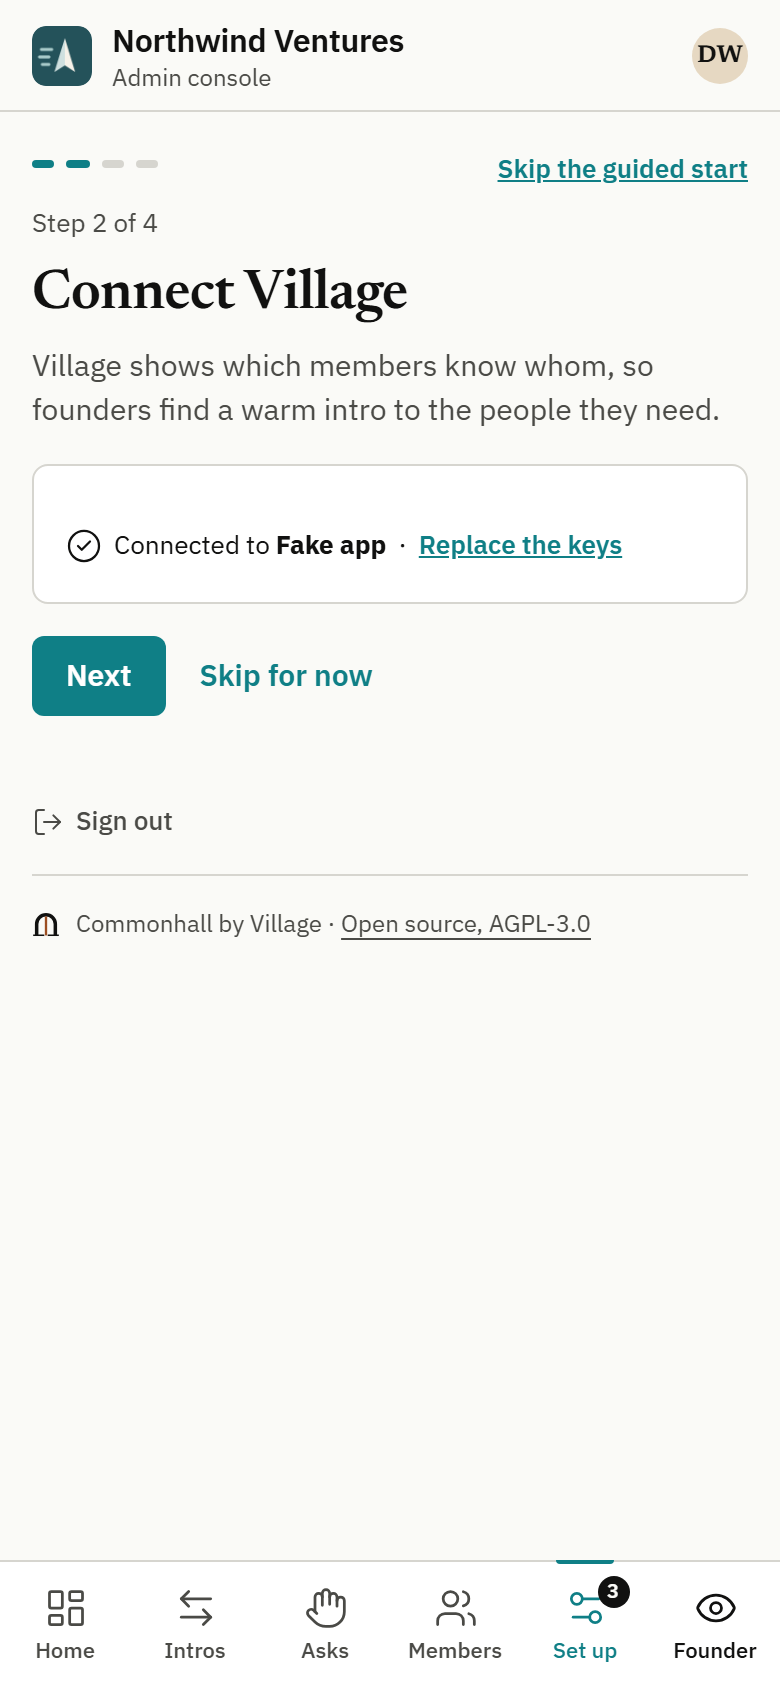 Northwind Ventures
Admin console
DW
Skip the guided start
Step 2 of 4
Connect Village
Village shows which members know whom, so
founders find a warm intro to the people they need.
Connected to Fake app · Replace the keys
Next
Skip for now
Sign out
Commonhall by Village · Open source, AGPL-3.0
3
Home
Intros
Asks
Members
Set up
Founder